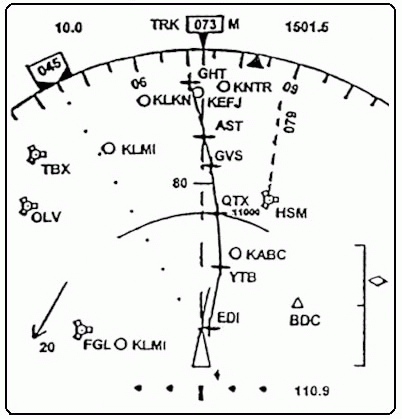 10.0 TRK 073 M 1501.5
045
06 GHT KNTR 09
KLKN KEFJ
AST 079
KLMI
TBX GVS
80
QTX
OLV 11000 HSM
KABC
YTB
EDI BDC
20 FGL KLMI
110.9